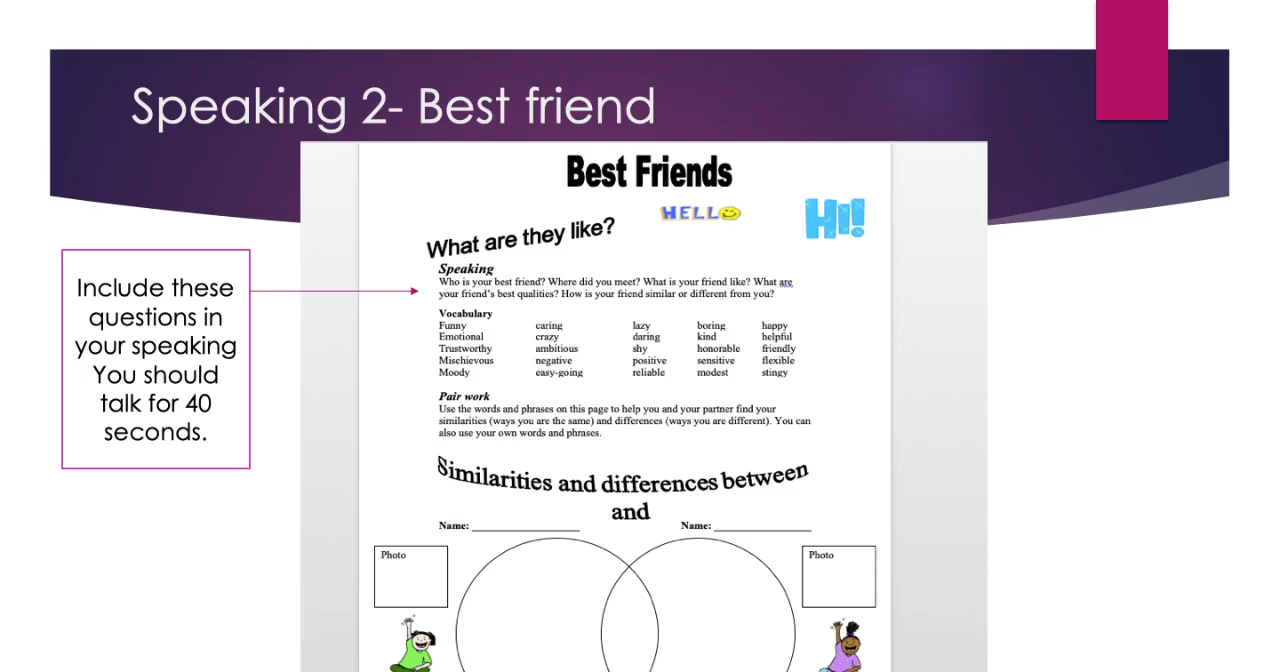 Speaking 2- Best friend
Best Friends
HELLO
Hi!
What are they like?
Include these
questions in
your speaking
You should
talk for 40
seconds.
Speaking
Who is your best friend? Where did you meet? What is your friend like? What are
your friend's best qualities? How is your friend similar or different from you?
Vocabulary
Funny caring lazy boring happy
Emotional crazy daring kind helpful
Trustworthy ambitious shy honorable friendly
Mischievous negative positive sensitive flexible
Moody easy-going reliable modest stingy
Pair work
Use the words and phrases on this page to help you and your partner find your
similarities (ways you are the same) and differences (ways you are different). You can
also use your own words and phrases.
Similarities and differences between
and
Name: ____________________ Name: __________________
Photo Photo